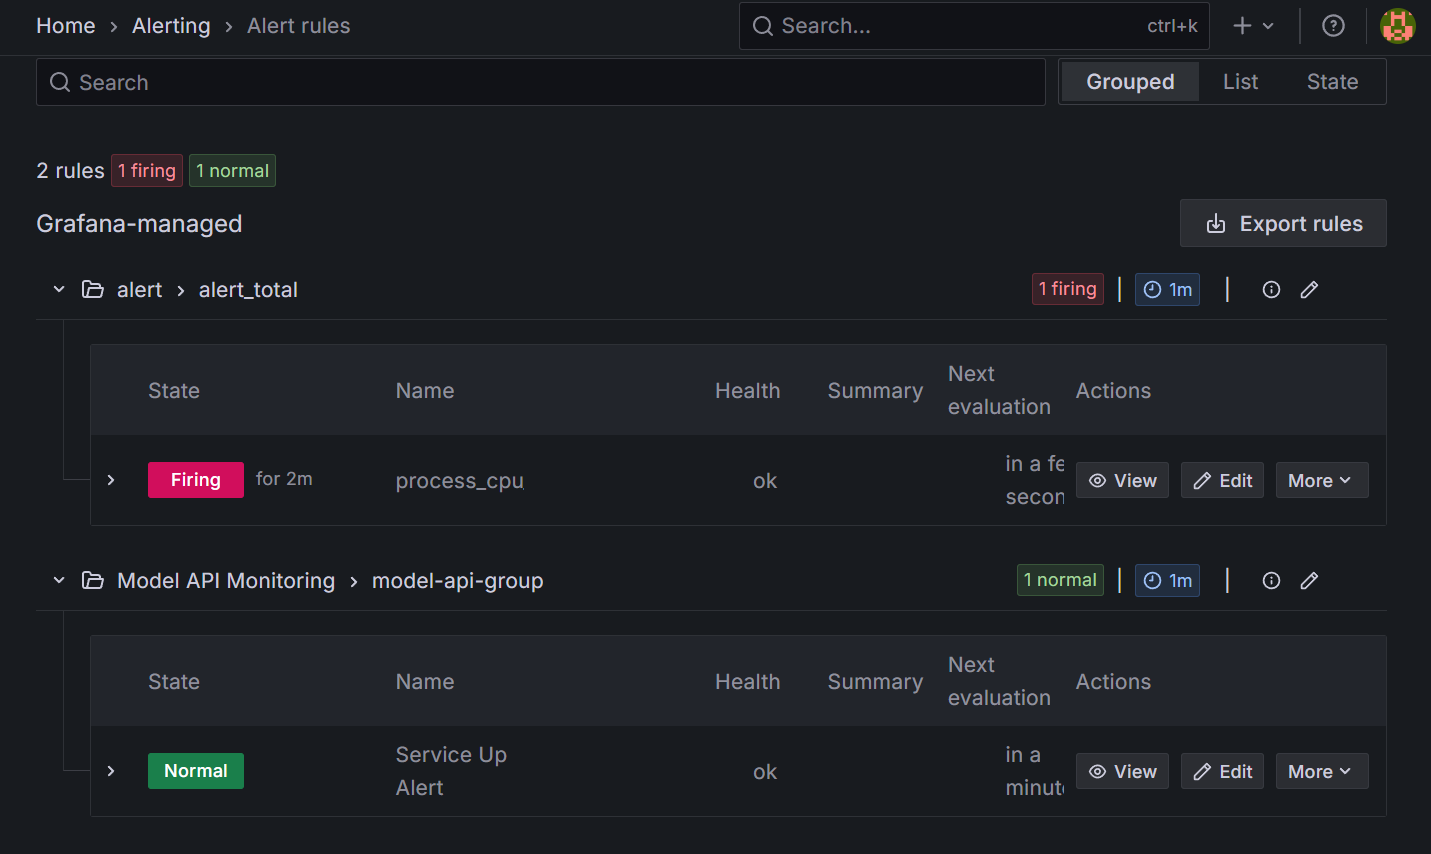 Home › Alerting › Alert rules
Search... ctrl+k
Search
Grouped List State
2 rules 1 firing 1 normal
Grafana-managed
Export rules
alert › alert_total 1 firing | 1m |
State Name Health Summary Next evaluation Actions
Firing for 2m process_cpu ok in a fe secon View Edit More
Model API Monitoring › model-api-group 1 normal | 1m |
State Name Health Summary Next evaluation Actions
Normal Service Up Alert ok in a minut View Edit More